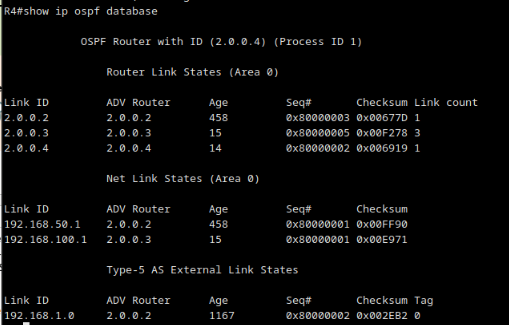 R4#show ip ospf database
OSPF Router with ID (2.0.0.4) (Process ID 1)
Router Link States (Area 0)
Link ID ADV Router Age Seq# Checksum Link count
2.0.0.2 2.0.0.2 458 0x80000003 0x00677D 1
2.0.0.3 2.0.0.3 15 0x80000005 0x00F278 3
2.0.0.4 2.0.0.4 14 0x80000002 0x006919 1
Net Link States (Area 0)
Link ID ADV Router Age Seq# Checksum
192.168.50.1 2.0.0.2 458 0x80000001 0x00FF90
192.168.100.1 2.0.0.3 15 0x80000001 0x00E971
Type-5 AS External Link States
Link ID ADV Router Age Seq# Checksum Tag
192.168.1.0 2.0.0.2 1167 0x80000002 0x002EB2 0